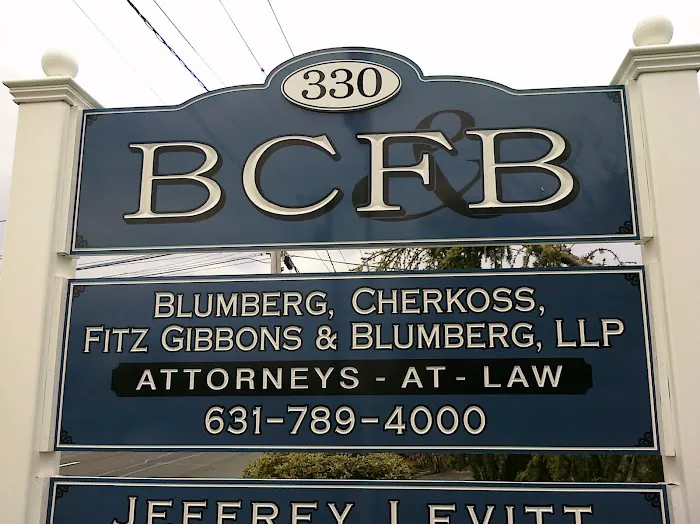 330
BCF&B
BLUMBERG, CHERKOSS,
FITZ GIBBONS & BLUMBERG, LLP
ATTORNEYS - AT - LAW
631-789-4000
JEFFREY LEVITT